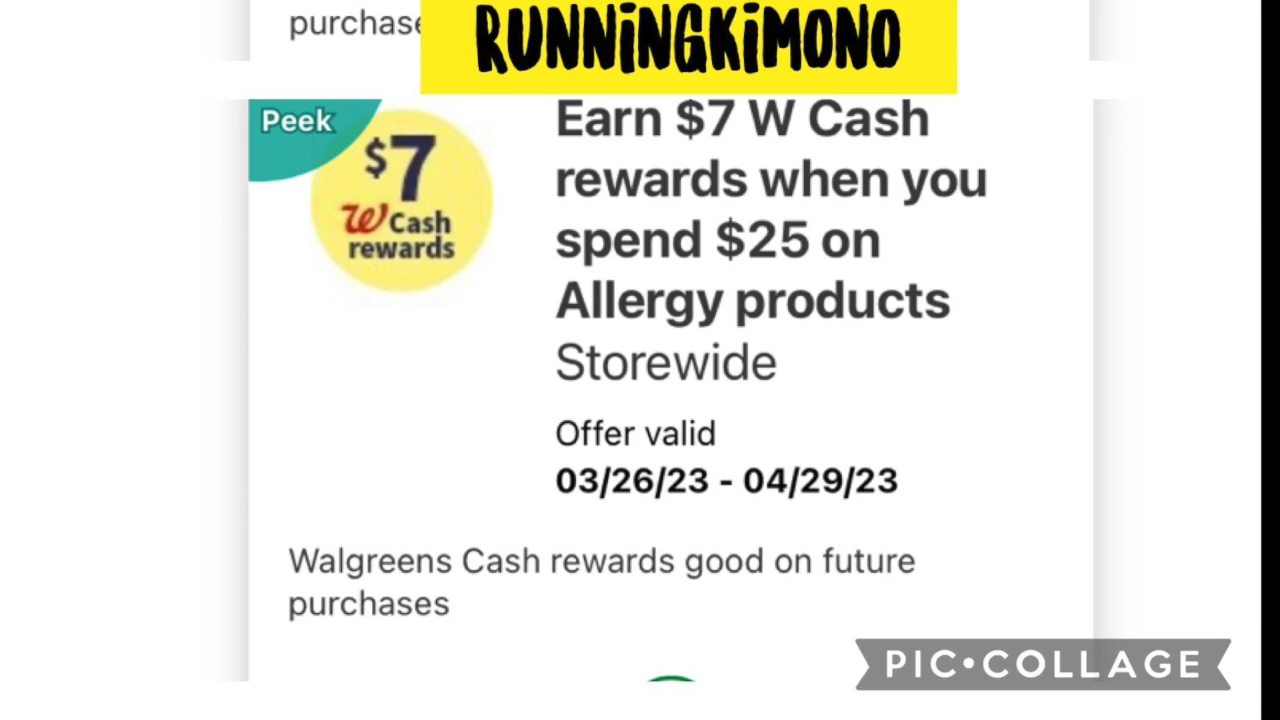 purchase
RUNNiNGKiMONO
Peek
$7
W Cash
rewards
Earn $7 W Cash
rewards when you
spend $25 on
Allergy products
Storewide
Offer valid
03/26/23 - 04/29/23
Walgreens Cash rewards good on future
purchases
PIC•COLLAGE